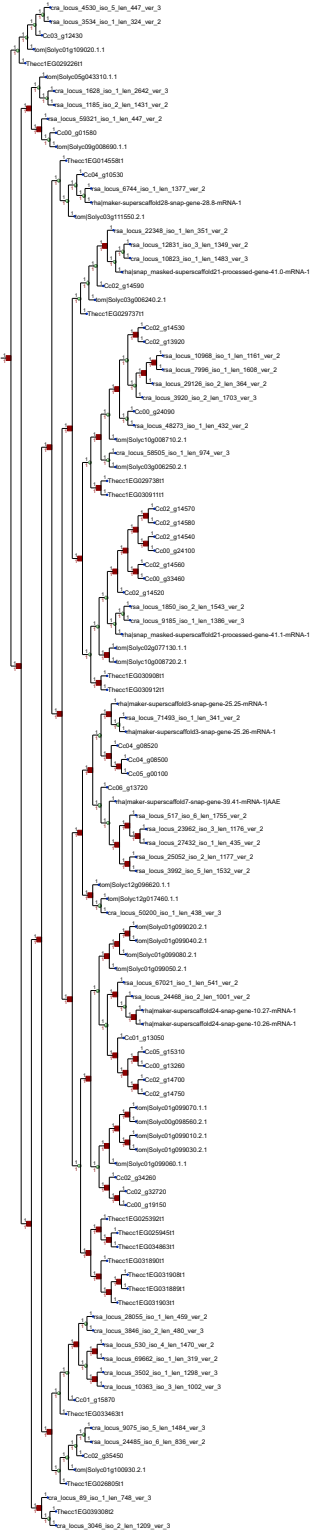 cra_locus_4530_iso_5_len_447_ver_3
rsa_locus_3534_iso_1_len_324_ver_2
Cc03_g12430
tom|Solyc01g109020.1.1
Thecc1EG029226t1
tom|Solyc05g043310.1.1
cra_locus_1628_iso_1_len_2642_ver_3
rsa_locus_1185_iso_2_len_1431_ver_2
rsa_locus_59321_iso_1_len_447_ver_2
Cc00_g01580
tom|Solyc09g008690.1.1
Thecc1EG014558t1
Cc04_g10530
rsa_locus_6744_iso_1_len_1377_ver_2
rha|maker-superscaffold28-snap-gene-28.8-mRNA-1
tom|Solyc03g111550.2.1
rsa_locus_22348_iso_1_len_351_ver_2
rsa_locus_12831_iso_3_len_1349_ver_2
cra_locus_10823_iso_1_len_1483_ver_3
rha|snap_masked-superscaffold21-processed-gene-41.0-mRNA-1
Cc02_g14590
tom|Solyc03g006240.2.1
Thecc1EG029737t1
Cc02_g14530
Cc02_g13920
rsa_locus_10968_iso_1_len_1161_ver_2
rsa_locus_7996_iso_1_len_1608_ver_2
rsa_locus_29126_iso_2_len_364_ver_2
cra_locus_3920_iso_2_len_1703_ver_3
Cc00_g24090
rsa_locus_48273_iso_1_len_432_ver_2
tom|Solyc10g008710.2.1
cra_locus_58505_iso_1_len_974_ver_3
tom|Solyc03g006250.2.1
Thecc1EG029738t1
Thecc1EG030911t1
Cc02_g14570
Cc02_g14580
Cc02_g14540
Cc00_g24100
Cc02_g14560
Cc00_g33460
Cc02_g14520
rsa_locus_1850_iso_2_len_1543_ver_2
cra_locus_9185_iso_1_len_1386_ver_3
rha|snap_masked-superscaffold21-processed-gene-41.1-mRNA-1
tom|Solyc02g077130.1.1
tom|Solyc10g008720.2.1
Thecc1EG030908t1
Thecc1EG030912t1
rha|maker-superscaffold3-snap-gene-25.25-mRNA-1
rsa_locus_71493_iso_1_len_341_ver_2
rha|maker-superscaffold3-snap-gene-25.26-mRNA-1
Cc04_g08520
Cc04_g08500
Cc05_g00100
Cc06_g13720
rha|maker-superscaffold7-snap-gene-39.41-mRNA-1|AAE
rsa_locus_517_iso_6_len_1755_ver_2
rsa_locus_23962_iso_3_len_1176_ver_2
rsa_locus_27432_iso_1_len_435_ver_2
rsa_locus_25052_iso_2_len_1177_ver_2
rsa_locus_3992_iso_5_len_1532_ver_2
tom|Solyc12g096620.1.1
tom|Solyc12g017460.1.1
cra_locus_50200_iso_1_len_438_ver_3
tom|Solyc01g099020.2.1
tom|Solyc01g099040.2.1
tom|Solyc01g099080.2.1
tom|Solyc01g099050.2.1
rsa_locus_67021_iso_1_len_541_ver_2
rsa_locus_24468_iso_2_len_1001_ver_2
rha|maker-superscaffold24-snap-gene-10.27-mRNA-1
rha|maker-superscaffold24-snap-gene-10.26-mRNA-1
Cc01_g13050
Cc05_g15310
Cc00_g13260
Cc02_g14700
Cc02_g14750
tom|Solyc01g099070.1.1
tom|Solyc00g098560.2.1
tom|Solyc01g099010.2.1
tom|Solyc01g099030.2.1
tom|Solyc01g099060.1.1
Cc02_g34260
Cc02_g32720
Cc00_g19150
Thecc1EG025392t1
Thecc1EG025945t1
Thecc1EG034863t1
Thecc1EG031890t1
Thecc1EG031908t1
Thecc1EG031889t1
Thecc1EG031903t1
rsa_locus_28055_iso_1_len_459_ver_2
cra_locus_3846_iso_2_len_480_ver_3
rsa_locus_530_iso_4_len_1470_ver_2
rsa_locus_69662_iso_1_len_319_ver_2
cra_locus_3502_iso_1_len_1298_ver_3
cra_locus_10363_iso_3_len_1002_ver_3
Cc01_g15870
Thecc1EG033463t1
cra_locus_9075_iso_5_len_1484_ver_3
rsa_locus_24485_iso_6_len_836_ver_2
Cc02_g35450
tom|Solyc01g100930.2.1
Thecc1EG026805t1
cra_locus_89_iso_1_len_748_ver_3
Thecc1EG039308t2
cra_locus_3046_iso_2_len_1209_ver_3